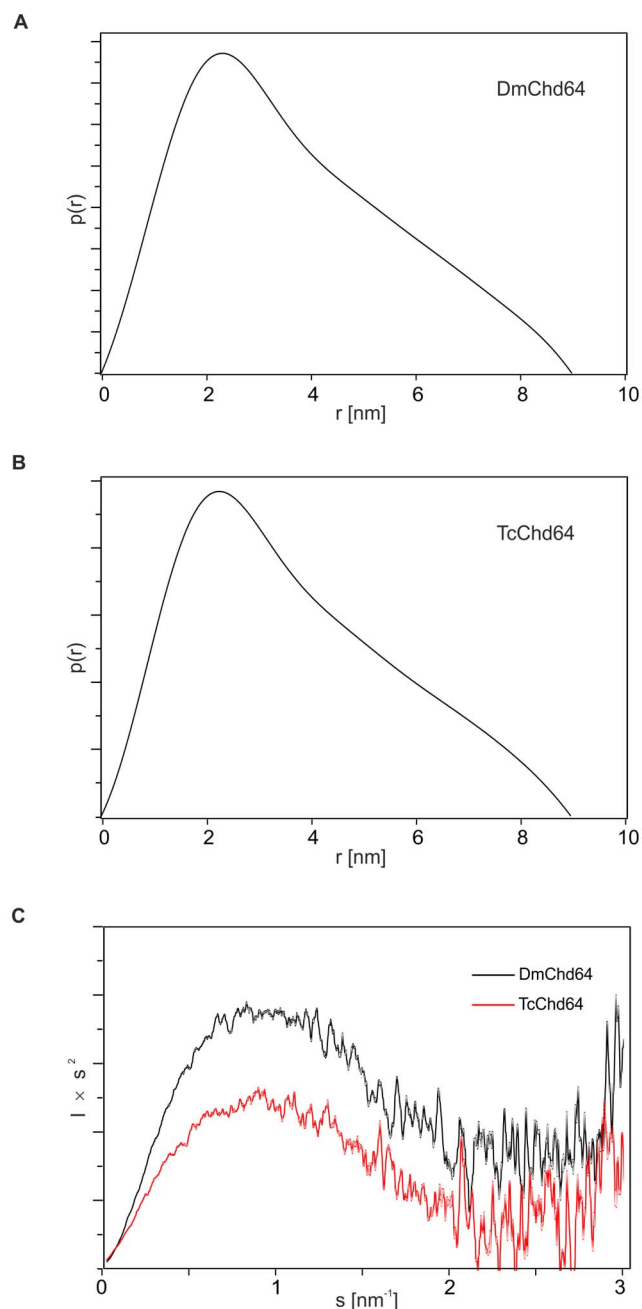 A
DmChd64
p(r)
0 2 4 6 8 10
r [nm]
B
TcChd64
p(r)
0 2 4 6 8 10
r [nm]
C
DmChd64
TcChd64
I × s²
0 1 2 3
s [nm⁻¹]